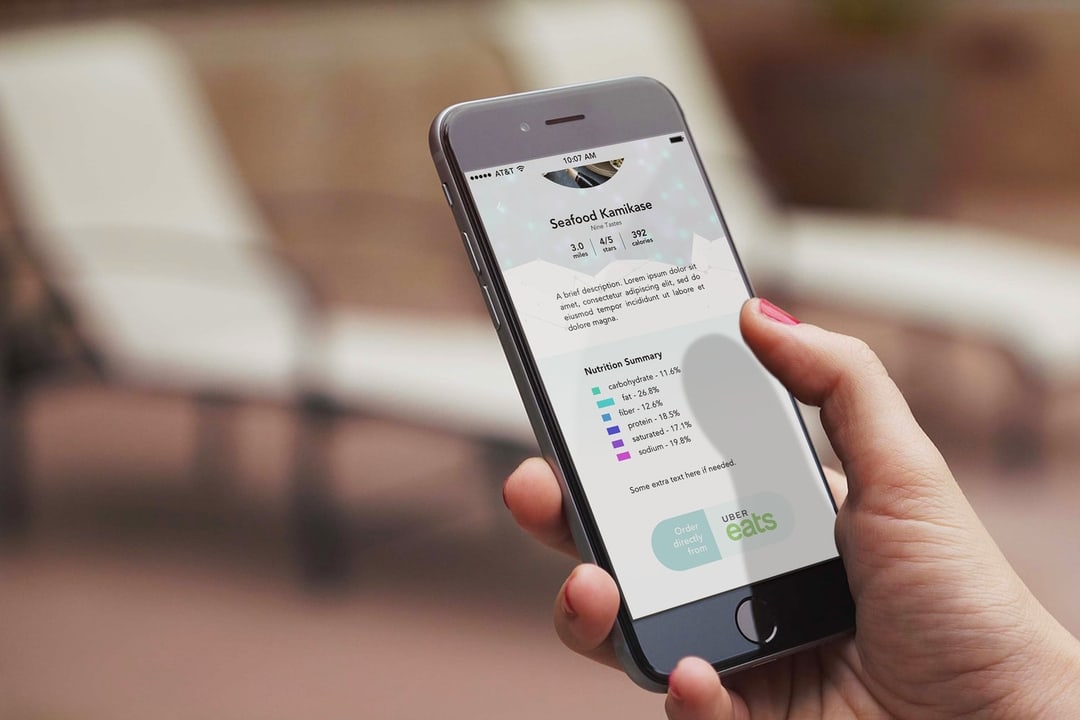 AT&T 10:07 AM
Seafood Kamikase
Nine Tastes
3.0 4/5 392
miles stars calories
A brief description. Lorem ipsum dolor sit
amet, consectetur adipiscing elit, sed do
eiusmod tempor incididunt ut labore et
dolore magna.
Nutrition Summary
carbohydrate - 11.6%
fat - 26.8%
fiber - 12.6%
protein - 18.5%
saturated - 17.1%
sodium - 19.8%
Some extra text here if needed.
Order
directly
from
UBER
eats